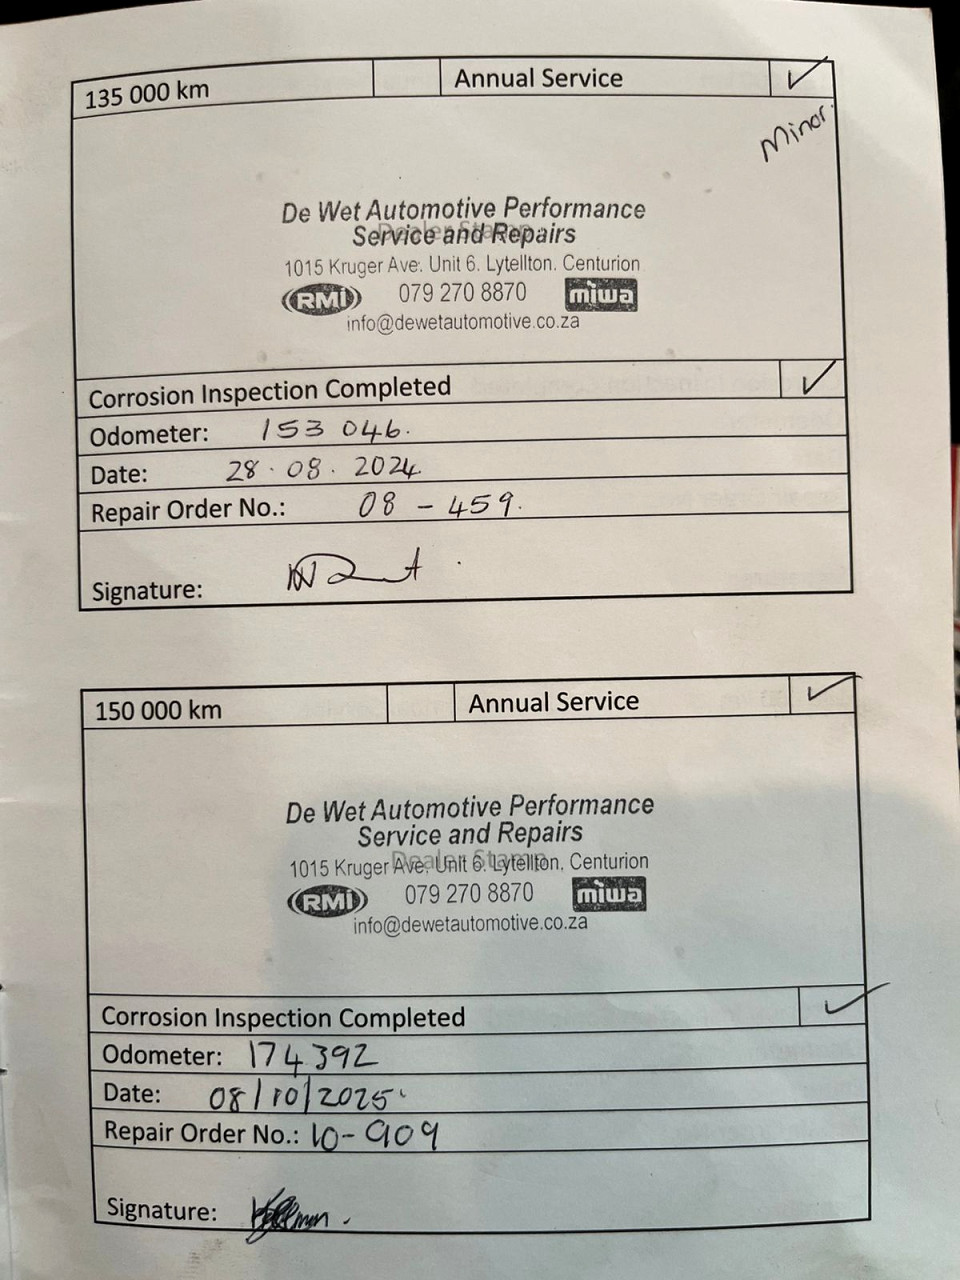 135 000 km Annual Service ✓
Minor.
De Wet Automotive Performance
Service and Repairs
Dealer Stamp
1015 Kruger Ave. Unit 6. Lytellton. Centurion
RMI 079 270 8870 miwa
info@dewetautomotive.co.za
Corrosion Inspection Completed ✓
Odometer: 153 046.
Date: 28.08.2024
Repair Order No.: 08 - 459.
Signature:
150 000 km Annual Service ✓
De Wet Automotive Performance
Service and Repairs
Dealer Stamp
1015 Kruger Ave. Unit 6. Lytellton. Centurion
RMI 079 270 8870 miwa
info@dewetautomotive.co.za
Corrosion Inspection Completed ✓
Odometer: 174392
Date: 08/10/2025.
Repair Order No.: 10-909
Signature: